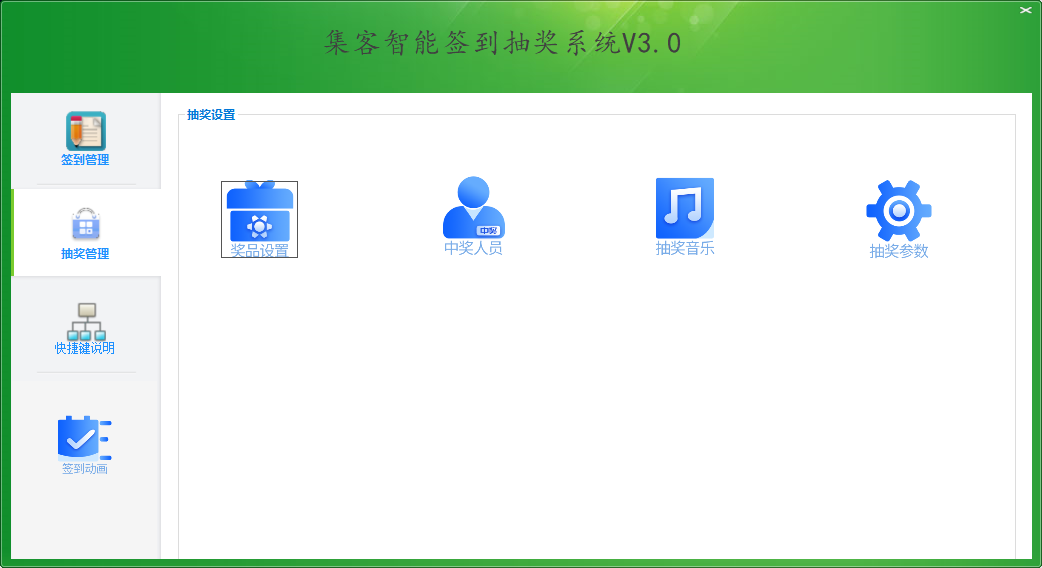 集客智能签到抽奖系统V3.0
签到管理
抽奖管理
快捷键说明
签到动画
抽奖设置
奖品设置
中奖
中奖人员
抽奖音乐
抽奖参数